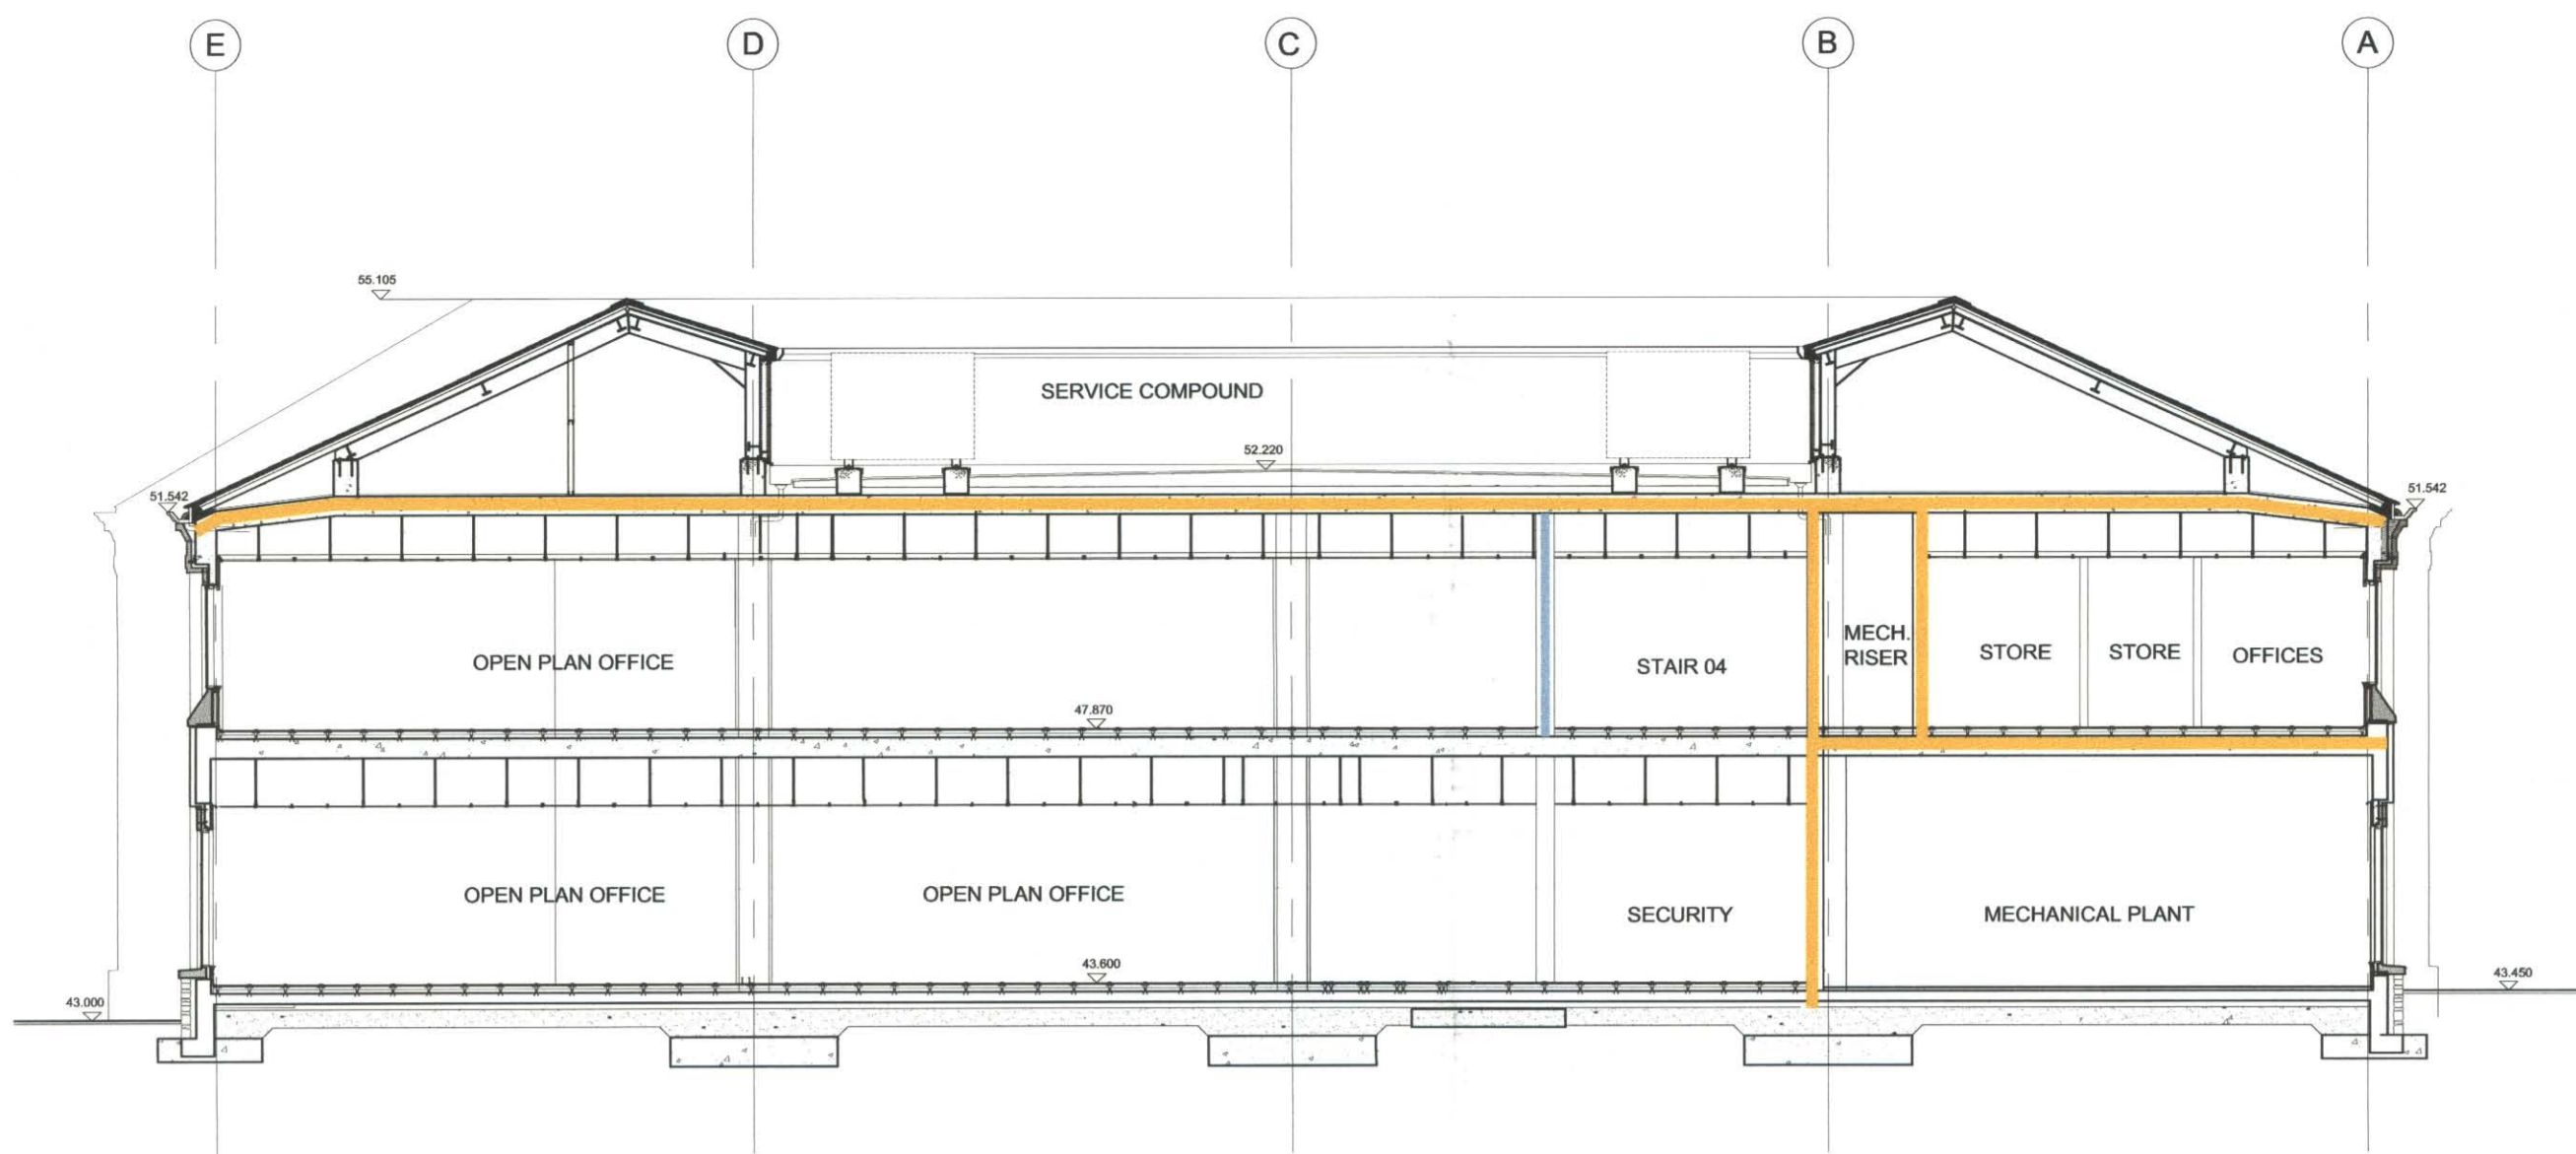 E D C B A
55.105
SERVICE COMPOUND
52.220
51.542
51.542
MECH.
RISER
OPEN PLAN OFFICE
STAIR 04
STORE
STORE
OFFICES
47.870
OPEN PLAN OFFICE
OPEN PLAN OFFICE
SECURITY
MECHANICAL PLANT
43.600
43.000
43.450